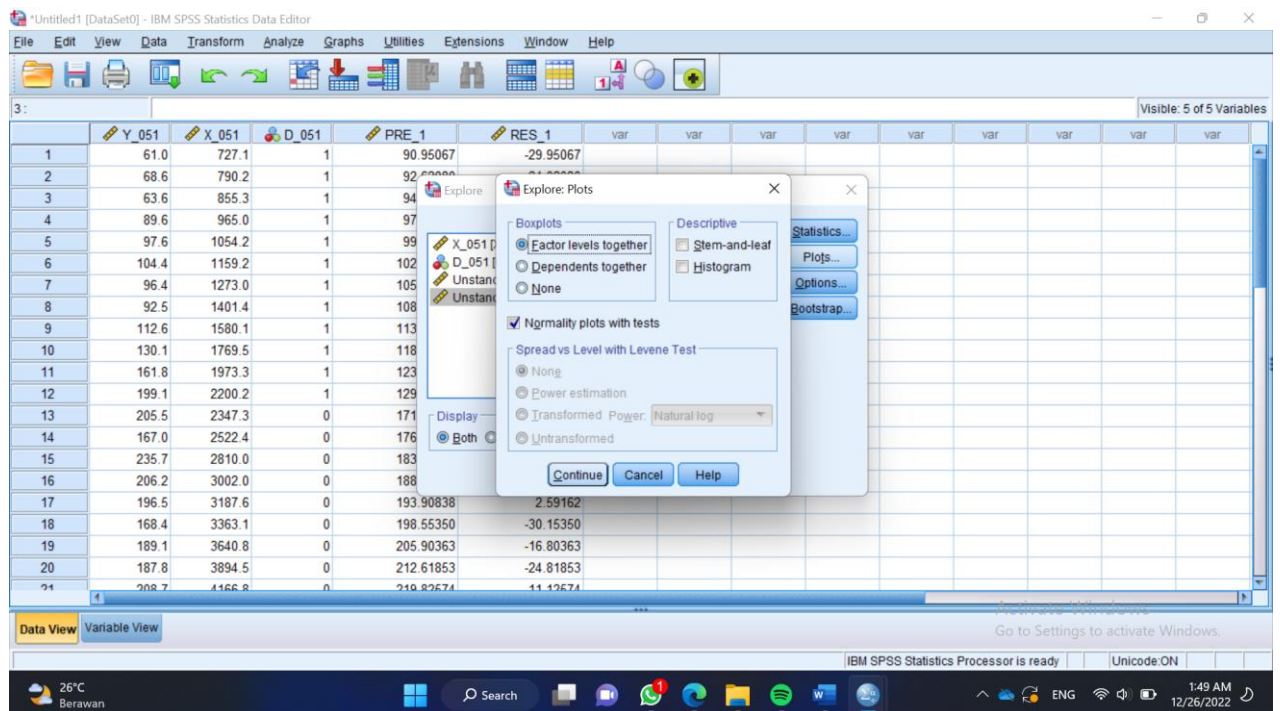 *Untitled1 [DataSet0] - IBM SPSS Statistics Data Editor
File Edit View Data Transform Analyze Graphs Utilities Extensions Window Help
3 :
Visible: 5 of 5 Variables
Y_051 X_051 D_051 PRE_1 RES_1 var var var var var var var var var
1 61.0 727.1 1 90.95067 -29.95067
2 68.6 790.2 1
3 63.6 855.3 1 94
4 89.6 965.0 1 97
5 97.6 1054.2 1 99
6 104.4 1159.2 1 102
7 96.4 1273.0 1 105
8 92.5 1401.4 1 108
9 112.6 1580.1 1 113
10 130.1 1769.5 1 118
11 161.8 1973.3 1 123
12 199.1 2200.2 1 129
13 205.5 2347.3 0 171
14 167.0 2522.4 0 176
15 235.7 2810.0 0 183
16 206.2 3002.0 0 188
17 196.5 3187.6 0 193.90838 2.59162
18 168.4 3363.1 0 198.55350 -30.15350
19 189.1 3640.8 0 205.90363 -16.80363
20 187.8 3894.5 0 212.61853 -24.81853
21 208.7 4166.8 0 219.82574 -11.12574
Explore
X_051 [
D_051 [
Unstand
Unstand
Display
Both
Statistics...
Plots...
Options...
Bootstrap...
Explore: Plots
Boxplots
Factor levels together
Dependents together
None
Descriptive
Stem-and-leaf
Histogram
Normality plots with tests
Spread vs Level with Levene Test
None
Power estimation
Transformed Power: Natural log
Untransformed
Continue Cancel Help
Go to Settings to activate Windows.
Data View Variable View
IBM SPSS Statistics Processor is ready Unicode:ON
26°C
Berawan
Search
1
ENG
1:49 AM
12/26/2022